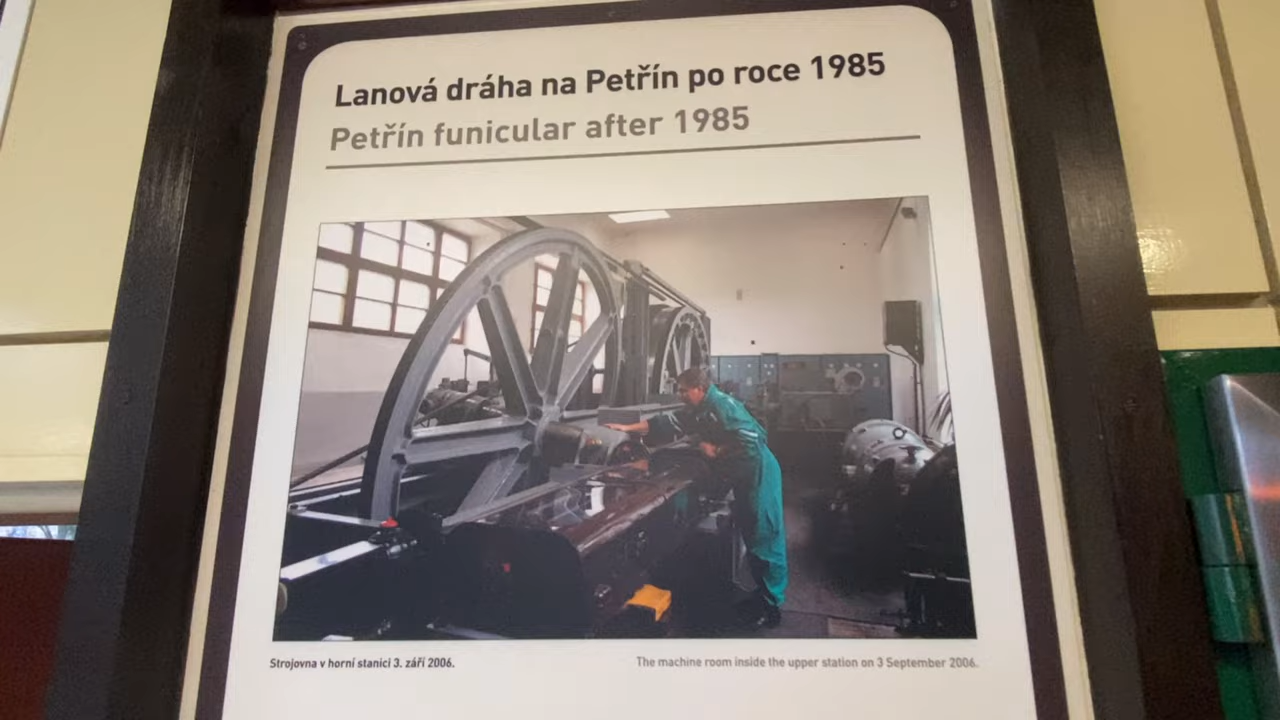 Lanová dráha na Petřín po roce 1985
Petřín funicular after 1985
Strojovna v horní stanici 3. září 2006.
The machine room inside the upper station on 3 September 2006.